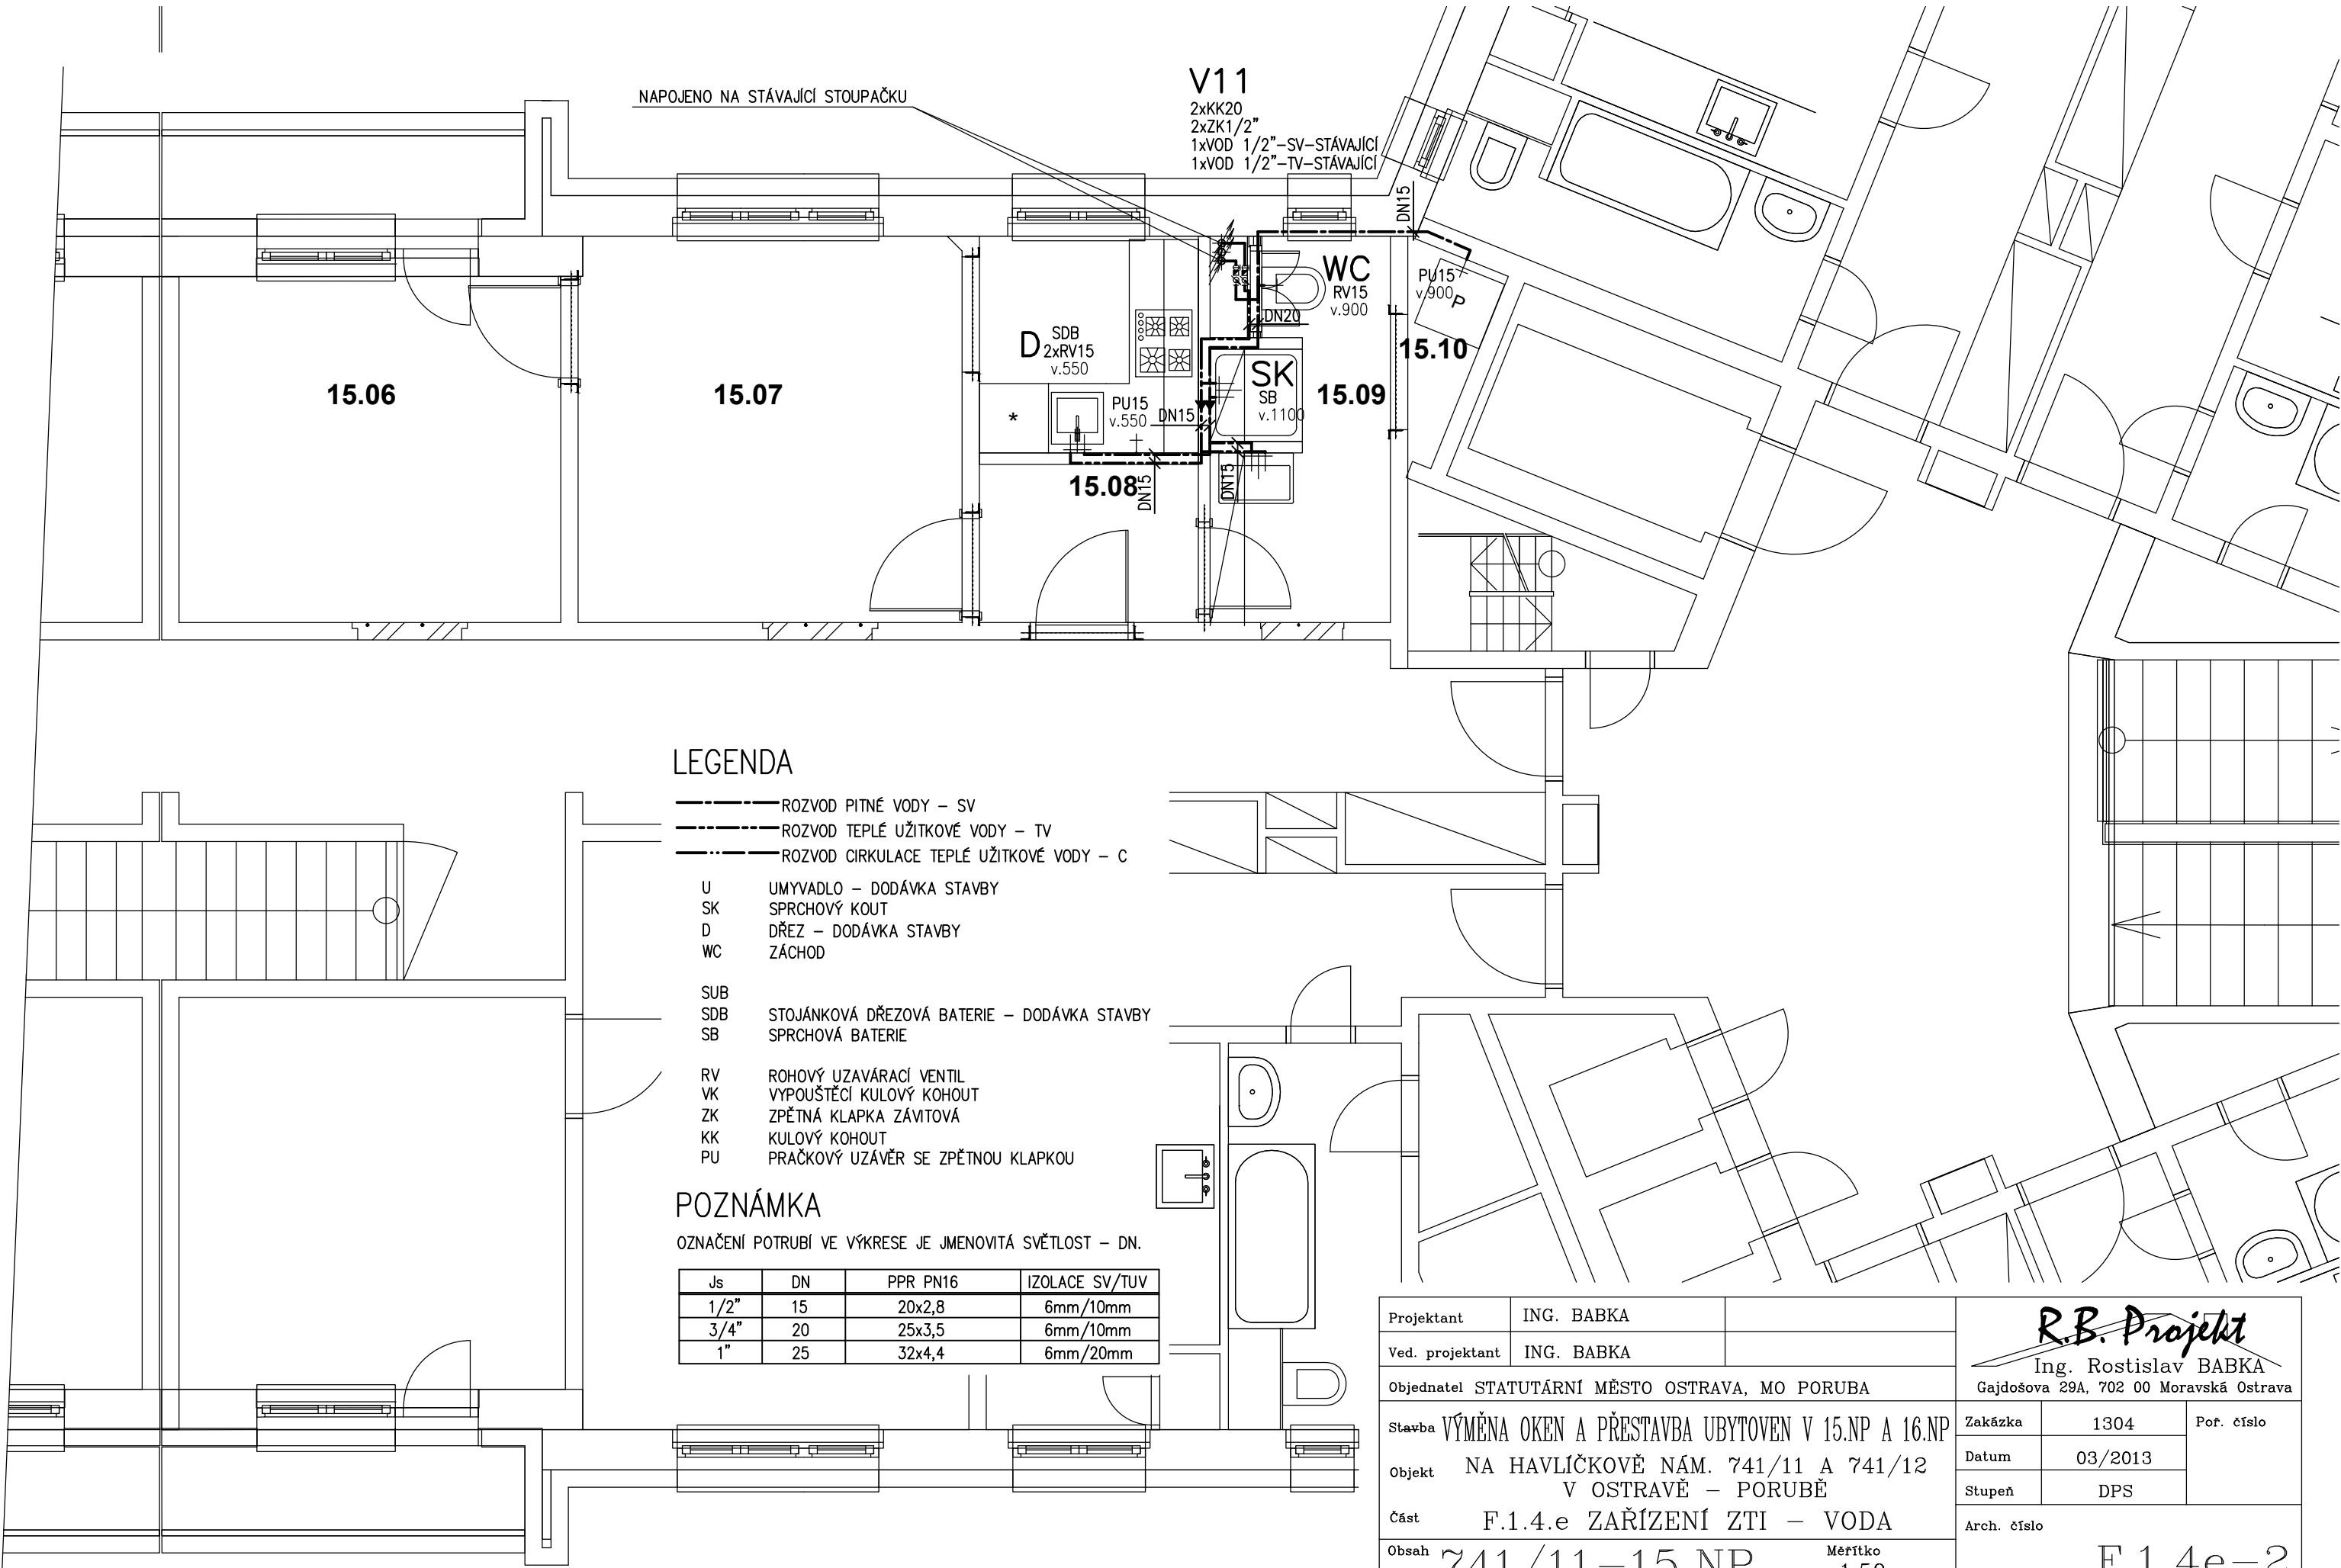 NAPOJENO NA STÁVAJÍCÍ STOUPAČKU
V11
2xKK20
2xZK1/2"
1xVOD 1/2"-SV-STÁVAJÍCÍ
1xVOD 1/2"-TV-STÁVAJÍCÍ
DN15
WC
RV15
v.900
PU15
v.900
P
DN20
15.10
D
SDB
2xRV15
v.550
15.06
15.07
SK
SB
v.1100
15.09
*
PU15
v.550
DN15
15.08
DN15
DN15
LEGENDA
ROZVOD PITNÉ VODY – SV
ROZVOD TEPLÉ UŽITKOVÉ VODY – TV
ROZVOD CIRKULACE TEPLÉ UŽITKOVÉ VODY – C
U UMYVADLO – DODÁVKA STAVBY
SK SPRCHOVÝ KOUT
D DŘEZ – DODÁVKA STAVBY
WC ZÁCHOD
SUB
SDB STOJÁNKOVÁ DŘEZOVÁ BATERIE – DODÁVKA STAVBY
SB SPRCHOVÁ BATERIE
RV ROHOVÝ UZAVÁRACÍ VENTIL
VK VYPOUŠTĚCÍ KULOVÝ KOHOUT
ZK ZPĚTNÁ KLAPKA ZÁVITOVÁ
KK KULOVÝ KOHOUT
PU PRAČKOVÝ UZÁVĚR SE ZPĚTNOU KLAPKOU
POZNÁMKA
OZNAČENÍ POTRUBÍ VE VÝKRESE JE JMENOVITÁ SVĚTLOST – DN.
Js DN PPR PN16 IZOLACE SV/TUV
1/2" 15 20x2,8 6mm/10mm
3/4" 20 25x3,5 6mm/10mm
1" 25 32x4,4 6mm/20mm
Projektant ING. BABKA
Ved. projektant ING. BABKA
Objednatel STATUTÁRNÍ MĚSTO OSTRAVA, MO PORUBA
R.B. Projekt
Ing. Rostislav BABKA
Gajdošova 29A, 702 00 Moravská Ostrava
Stavba VÝMĚNA OKEN A PŘESTAVBA UBYTOVEN V 15.NP A 16.NP
Objekt NA HAVLÍČKOVĚ NÁM. 741/11 A 741/12
V OSTRAVĚ – PORUBĚ
Část F.1.4.e ZAŘÍZENÍ ZTI – VODA
Zakázka 1304 Poř. číslo
Datum 03/2013
Stupeň DPS
Arch. číslo
F.1.4e-2
Obsah 741/11-15.NP
Měřítko
1:50